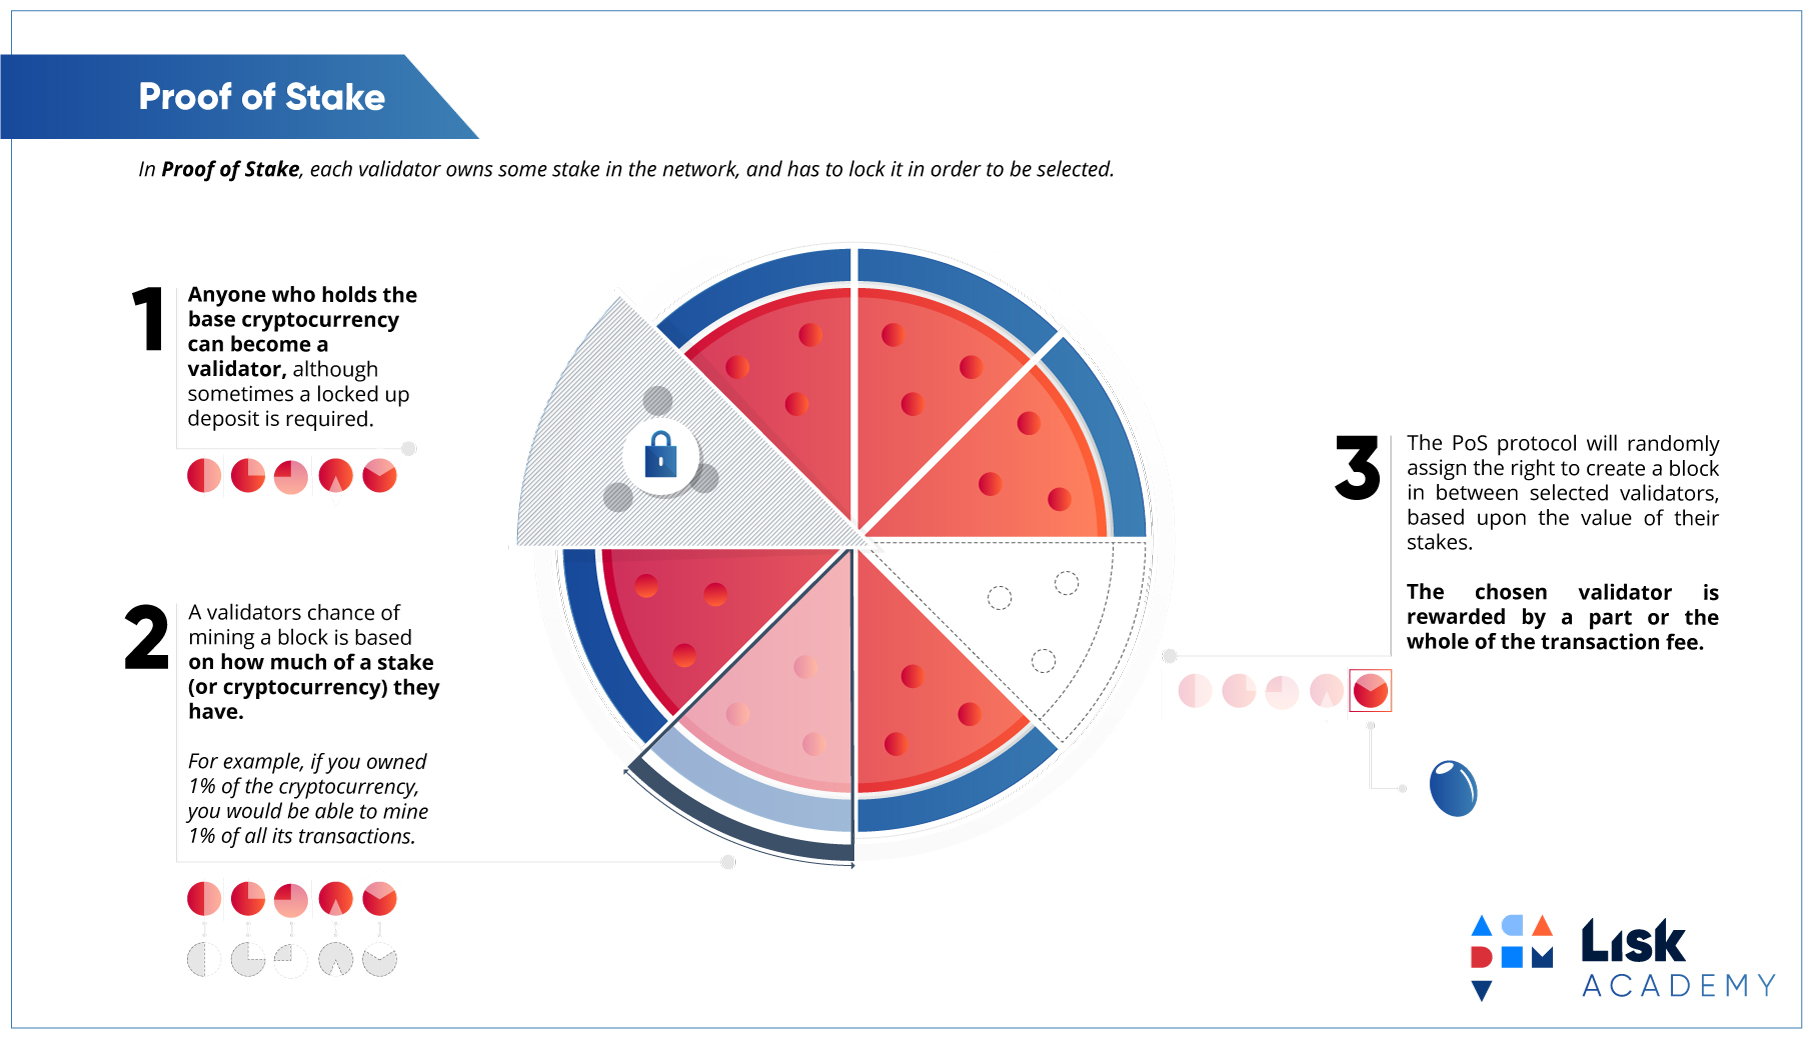 Proof of Stake
In Proof of Stake, each validator owns some stake in the network, and has to lock it in order to be selected.
1
Anyone who holds the
base cryptocurrency
can become a
validator, although
sometimes a locked up
deposit is required.
2
A validators chance of
mining a block is based
on how much of a stake
(or cryptocurrency) they
have.
For example, if you owned
1% of the cryptocurrency,
you would be able to mine
1% of all its transactions.
3
The PoS protocol will randomly
assign the right to create a block
in between selected validators,
based upon the value of their
stakes.
The chosen validator is
rewarded by a part or the
whole of the transaction fee.
Lisk
ACADEMY